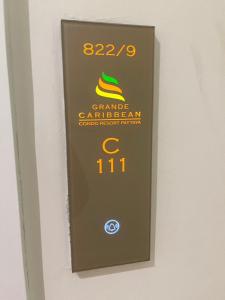 822/9
GRANDE
CARIBBEAN
CONDO RESORT PATTAYA
C
111